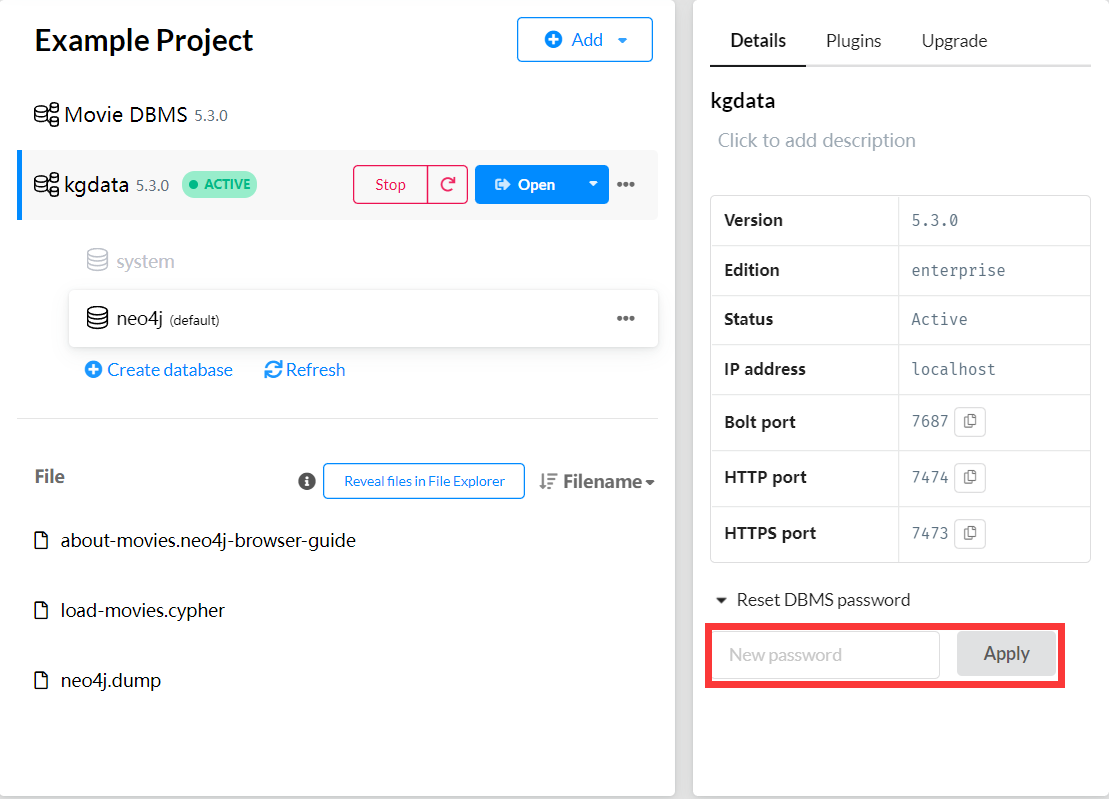 Example Project
Add
Movie DBMS 5.3.0
kgdata 5.3.0 ACTIVE Stop Open
system
neo4j (default)
Create database Refresh
File Reveal files in File Explorer Filename
about-movies.neo4j-browser-guide
load-movies.cypher
neo4j.dump
Details Plugins Upgrade
kgdata
Click to add description
Version 5.3.0
Edition enterprise
Status Active
IP address localhost
Bolt port 7687
HTTP port 7474
HTTPS port 7473
Reset DBMS password
New password Apply